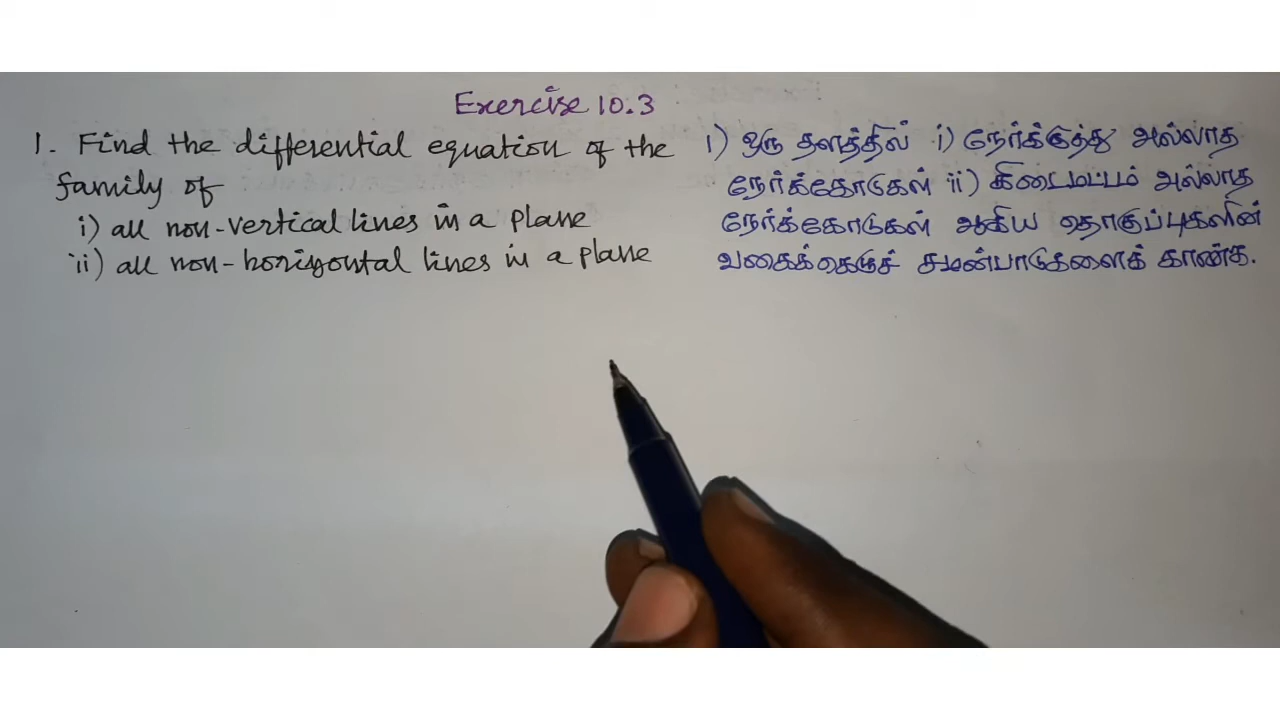 Exercise 10.3
1. Find the differential equation of the
family of
i) all non-vertical lines in a plane
ii) all non-horizontal lines in a plane
1) ஒரு தளத்தில் i) நேர்க்குத்து அல்லாத
நேர்க்கோடுகள் ii) கிடைமட்டம் அல்லாத
நேர்க்கோடுகள் ஆகிய தொகுப்புகளின்
வகைக்கெழுச் சமன்பாடுகளைக் காண்க.